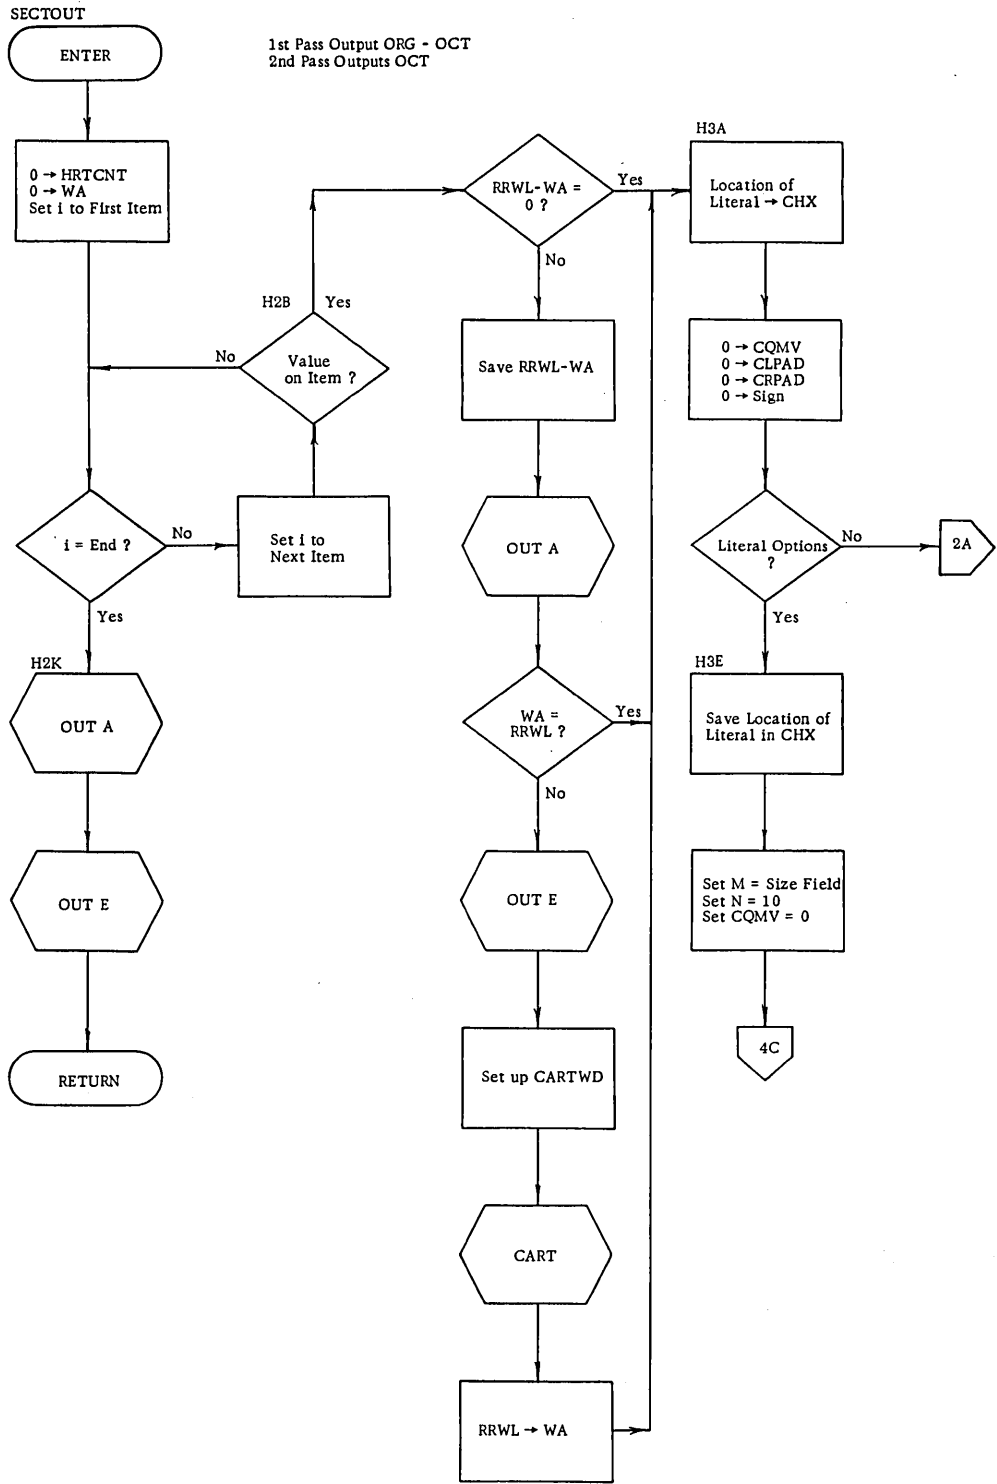 SECTOUT
ENTER
1st Pass Output ORG - OCT
2nd Pass Outputs OCT
0 → HRTCNT
0 → WA
Set i to First Item
i = End ?
No
Yes
Set i to
Next Item
H2B
Yes
Value
on Item ?
No
H2K
OUT A
OUT E
RETURN
RRWL-WA =
0 ?
Yes
No
Save RRWL-WA
OUT A
WA =
RRWL ?
Yes
No
OUT E
Set up CARTWD
CART
RRWL → WA
H3A
Location of
Literal → CHX
0 → CQMV
0 → CLPAD
0 → CRPAD
0 → Sign
Literal Options
?
No
2A
Yes
H3E
Save Location of
Literal in CHX
Set M = Size Field
Set N = 10
Set CQMV = 0
4C